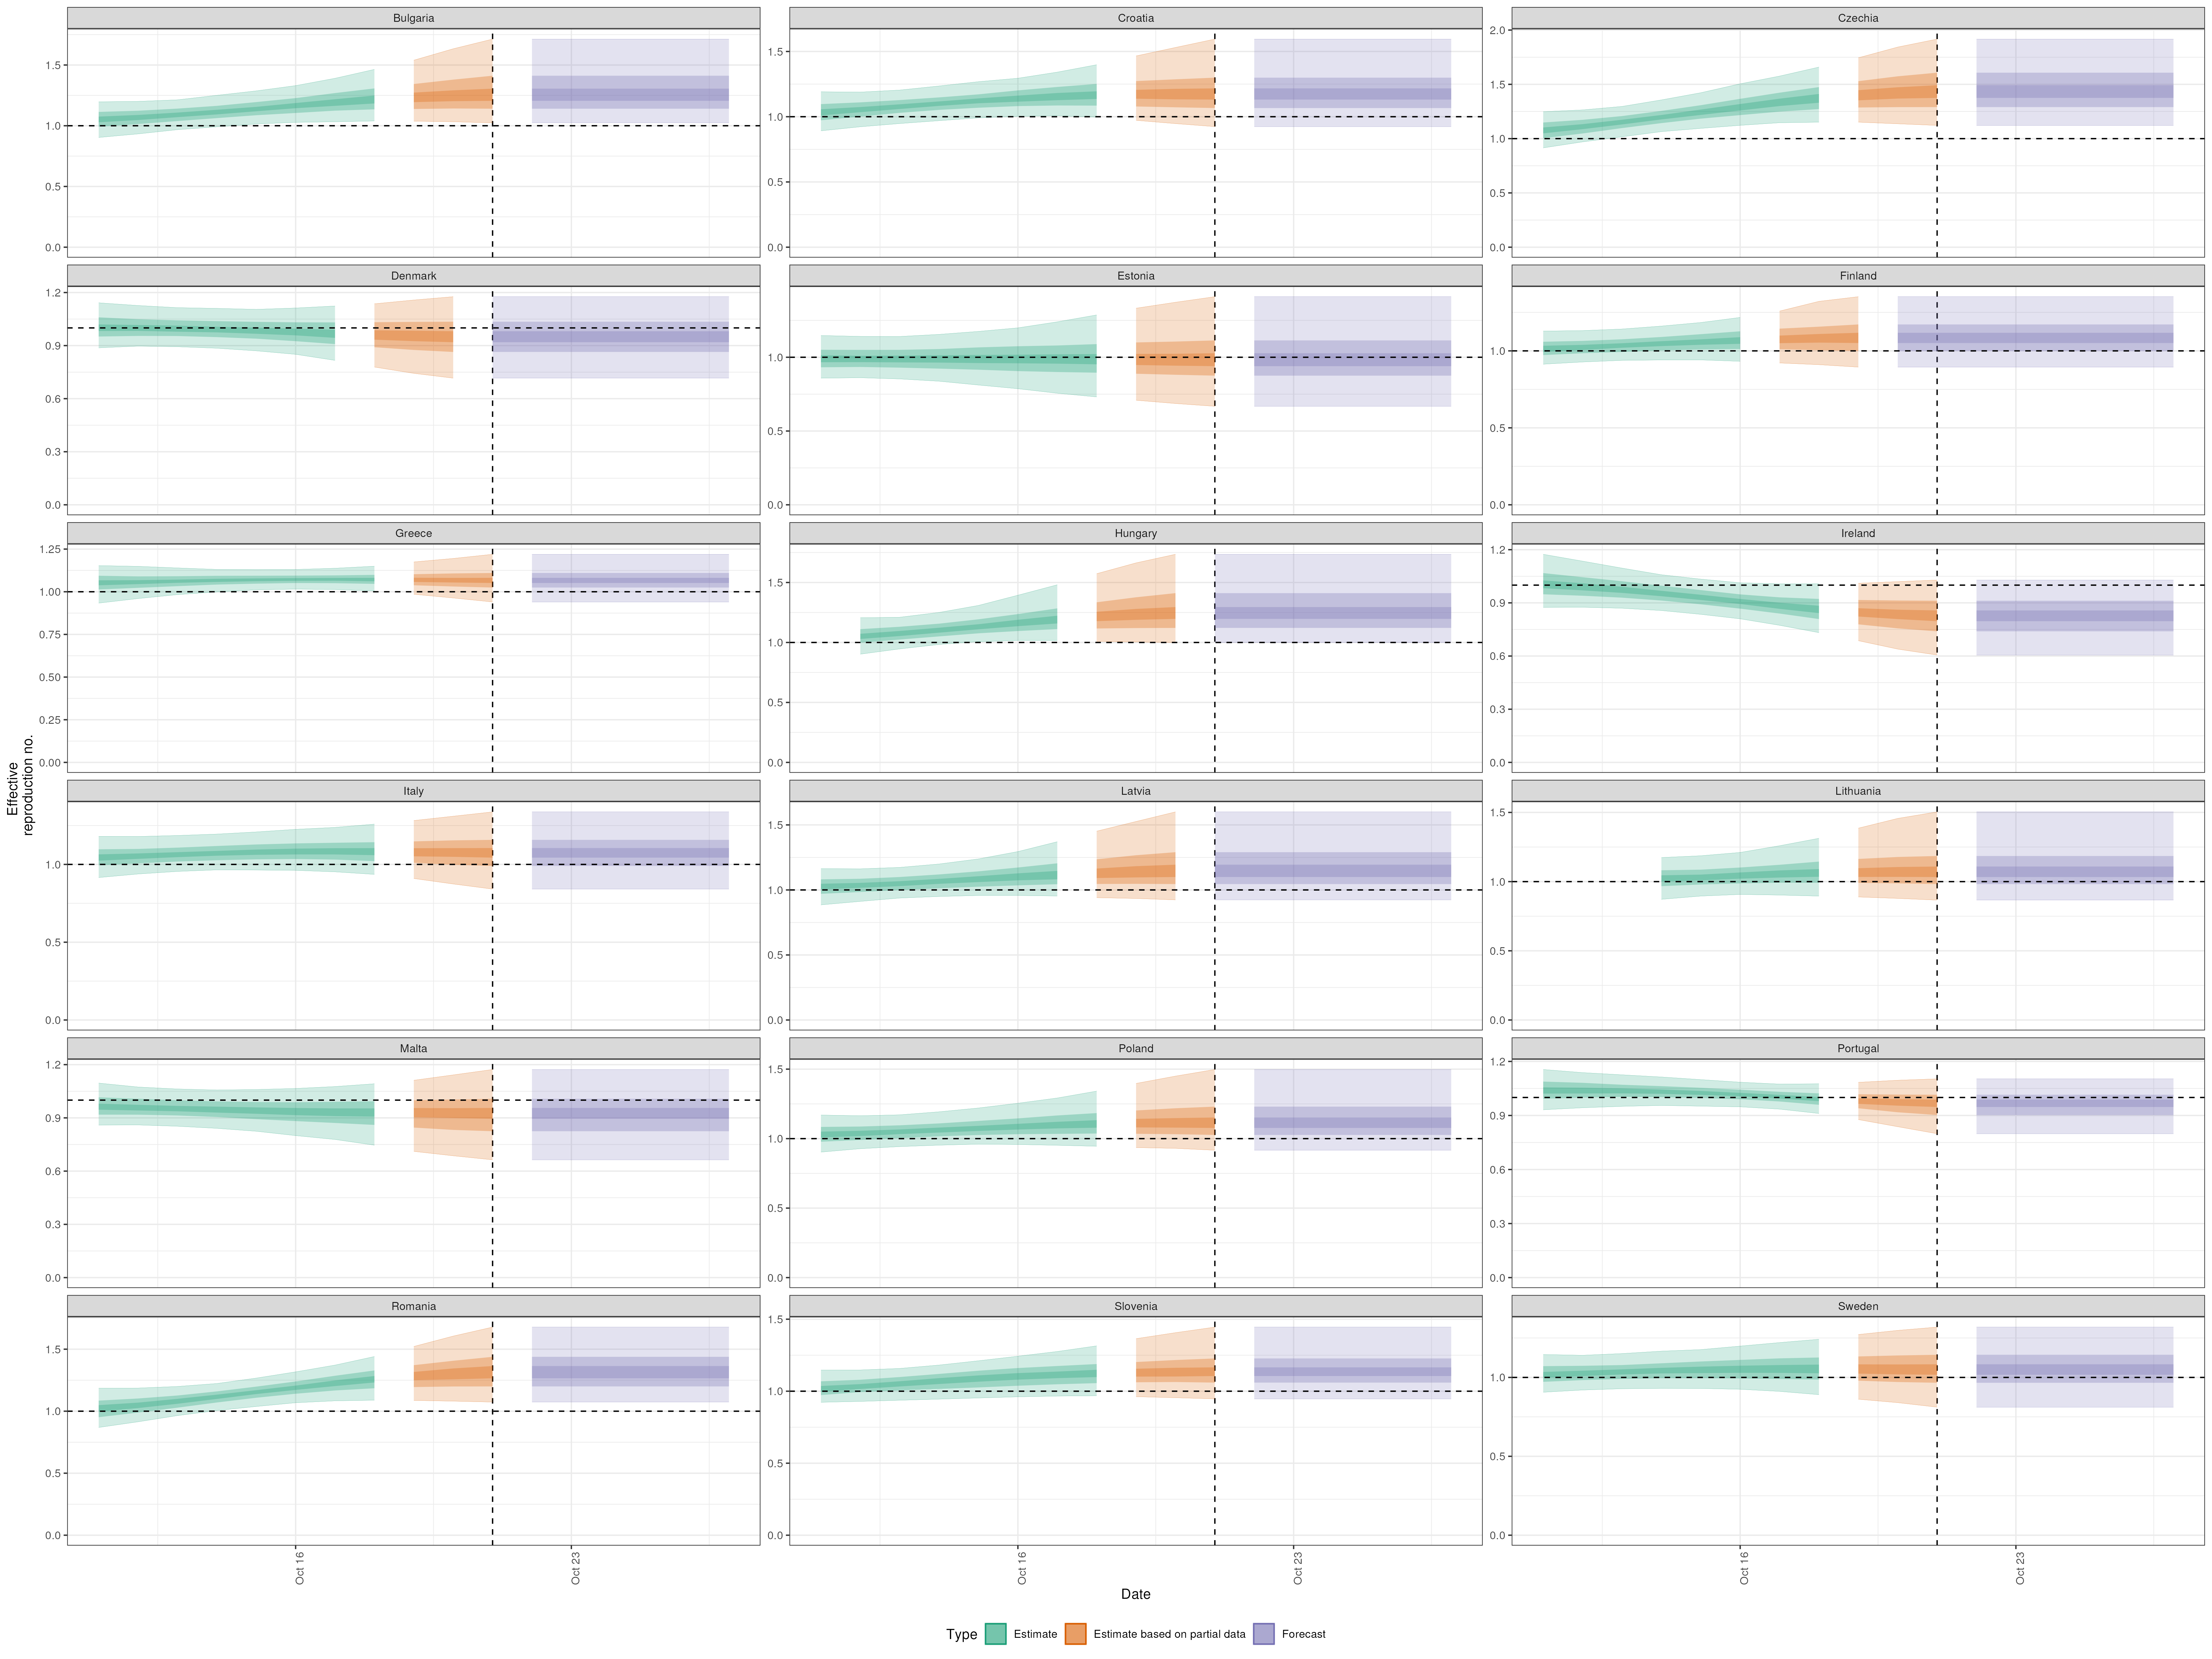 Bulgaria
Croatia
Czechia
1.5
1.0
0.5
0.0
1.5
1.0
0.5
0.0
2.0
1.5
1.0
0.5
0.0
Denmark
Estonia
Finland
1.2
0.9
0.6
0.3
0.0
1.0
0.5
0.0
1.0
0.5
0.0
Greece
Hungary
Ireland
1.25
1.00
0.75
0.50
0.25
0.00
1.5
1.0
0.5
0.0
1.2
0.9
0.6
0.3
0.0
Effective
reproduction no.
Italy
Latvia
Lithuania
1.0
0.5
0.0
1.5
1.0
0.5
0.0
1.5
1.0
0.5
0.0
Malta
Poland
Portugal
1.2
0.9
0.6
0.3
0.0
1.5
1.0
0.5
0.0
1.2
0.9
0.6
0.3
0.0
Romania
Slovenia
Sweden
1.5
1.0
0.5
0.0
1.5
1.0
0.5
0.0
1.0
0.5
0.0
Oct 16
Oct 23
Oct 16
Oct 23
Oct 16
Oct 23
Date
Type Estimate Estimate based on partial data Forecast